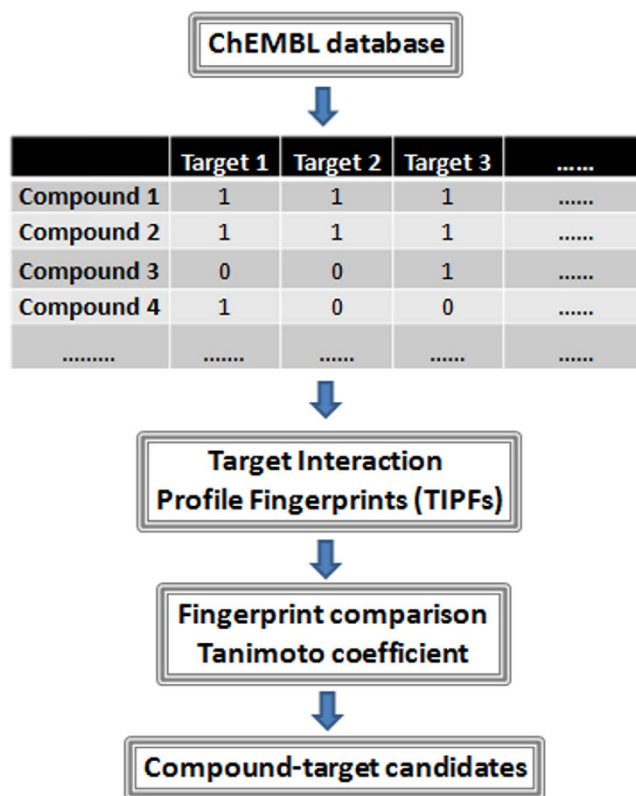 ChEMBL database
Target 1 Target 2 Target 3 ......
Compound 1 1 1 1 ......
Compound 2 1 1 1 ......
Compound 3 0 0 1 ......
Compound 4 1 0 0 ......
......... ....... ...... ...... ......
Target Interaction
Profile Fingerprints (TIPFs)
Fingerprint comparison
Tanimoto coefficient
Compound-target candidates